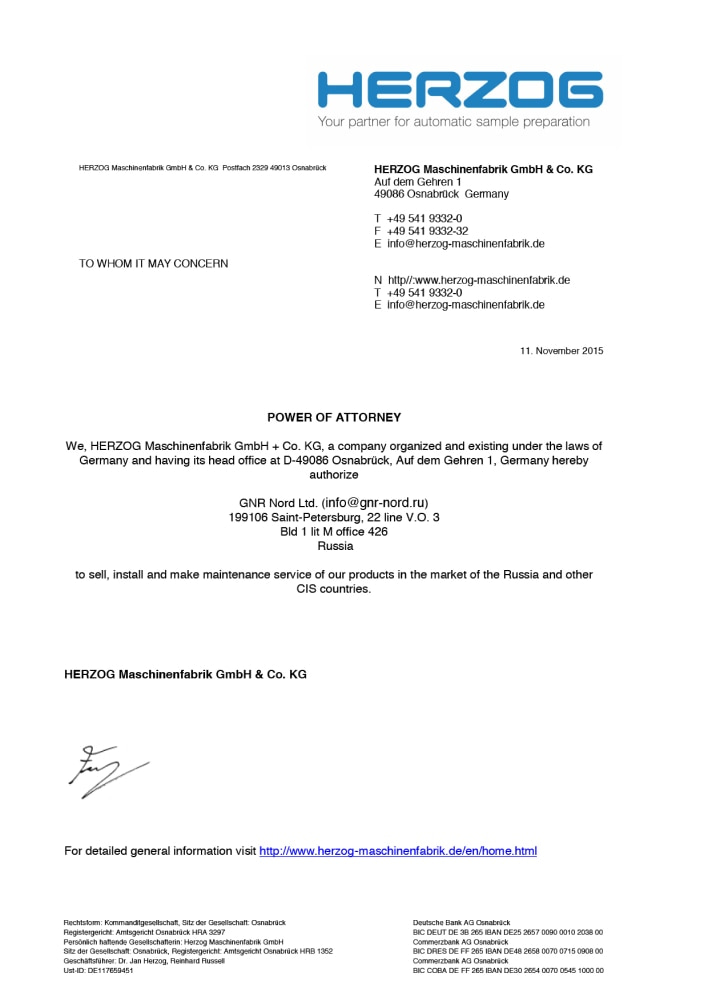 HERZOG
Your partner for automatic sample preparation
HERZOG Maschinenfabrik GmbH & Co. KG Postfach 2329 49013 Osnabrück
HERZOG Maschinenfabrik GmbH & Co. KG
Auf dem Gehren 1
49086 Osnabrück Germany
T +49 541 9332-0
F +49 541 9332-32
E info@herzog-maschinenfabrik.de
TO WHOM IT MAY CONCERN
N http//:www.herzog-maschinenfabrik.de
T +49 541 9332-0
E info@herzog-maschinenfabrik.de
11. November 2015
POWER OF ATTORNEY
We, HERZOG Maschinenfabrik GmbH + Co. KG, a company organized and existing under the laws of
Germany and having its head office at D-49086 Osnabrück, Auf dem Gehren 1, Germany hereby
authorize
GNR Nord Ltd. (info@gnr-nord.ru)
199106 Saint-Petersburg, 22 line V.O. 3
Bld 1 lit M office 426
Russia
to sell, install and make maintenance service of our products in the market of the Russia and other
CIS countries.
HERZOG Maschinenfabrik GmbH & Co. KG
For detailed general information visit http://www.herzog-maschinenfabrik.de/en/home.html
Rechtsform: Kommanditgesellschaft, Sitz der Gesellschaft: Osnabrück
Registergericht: Amtsgericht Osnabrück HRA 3297
Persönlich haftende Gesellschafterin: Herzog Maschinenfabrik GmbH
Sitz der Gesellschaft: Osnabrück, Registergericht: Amtsgericht Osnabrück HRB 1352
Geschäftsführer: Dr. Jan Herzog, Reinhard Russell
Ust-ID: DE117659451
Deutsche Bank AG Osnabrück
BIC DEUT DE 3B 265 IBAN DE25 2657 0090 0010 2038 00
Commerzbank AG Osnabrück
BIC DRES DE FF 265 IBAN DE48 2658 0070 0715 0908 00
Commerzbank AG Osnabrück
BIC COBA DE FF 265 IBAN DE30 2654 0070 0545 1000 00